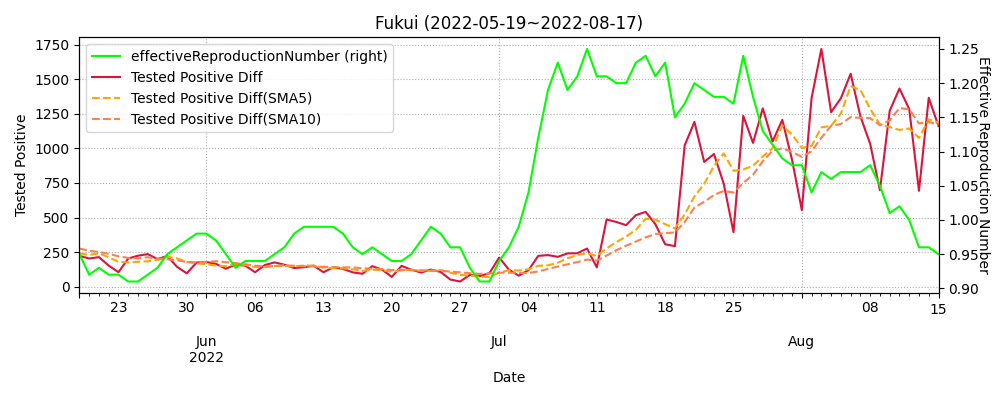 Fukui (2022-05-19~2022-08-17)
effectiveReproductionNumber (right)
Tested Positive Diff
Tested Positive Diff(SMA5)
Tested Positive Diff(SMA10)
Tested Positive
1750
1500
1250
1000
750
500
250
0
Effective Reproduction Number
1.25
1.20
1.15
1.10
1.05
1.00
0.95
0.90
23 30 06 13 20 27 04 11 18 25 08 15
Jun Jul Aug
2022
Date